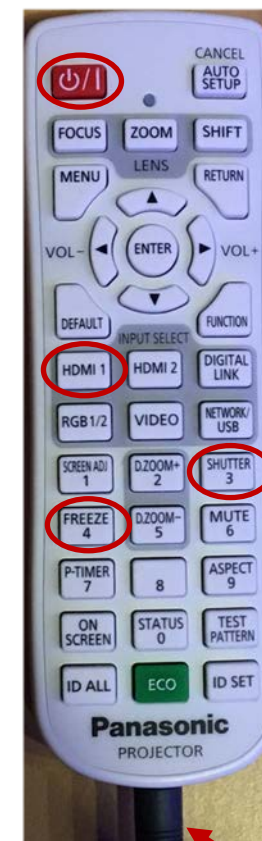 CANCEL
⏻/I
AUTO SETUP
FOCUS ZOOM SHIFT
LENS
MENU RETURN
VOL- ENTER VOL+
DEFAULT FUNCTION
INPUT SELECT
HDMI 1 HDMI 2 DIGITAL LINK
RGB1/2 VIDEO NETWORK/USB
SCREEN ADJ D.ZOOM+ SHUTTER
1 2 3
FREEZE D.ZOOM- MUTE
4 5 6
P-TIMER ASPECT
7 8 9
ON SCREEN STATUS 0 TEST PATTERN
ID ALL ECO ID SET
Panasonic
PROJECTOR